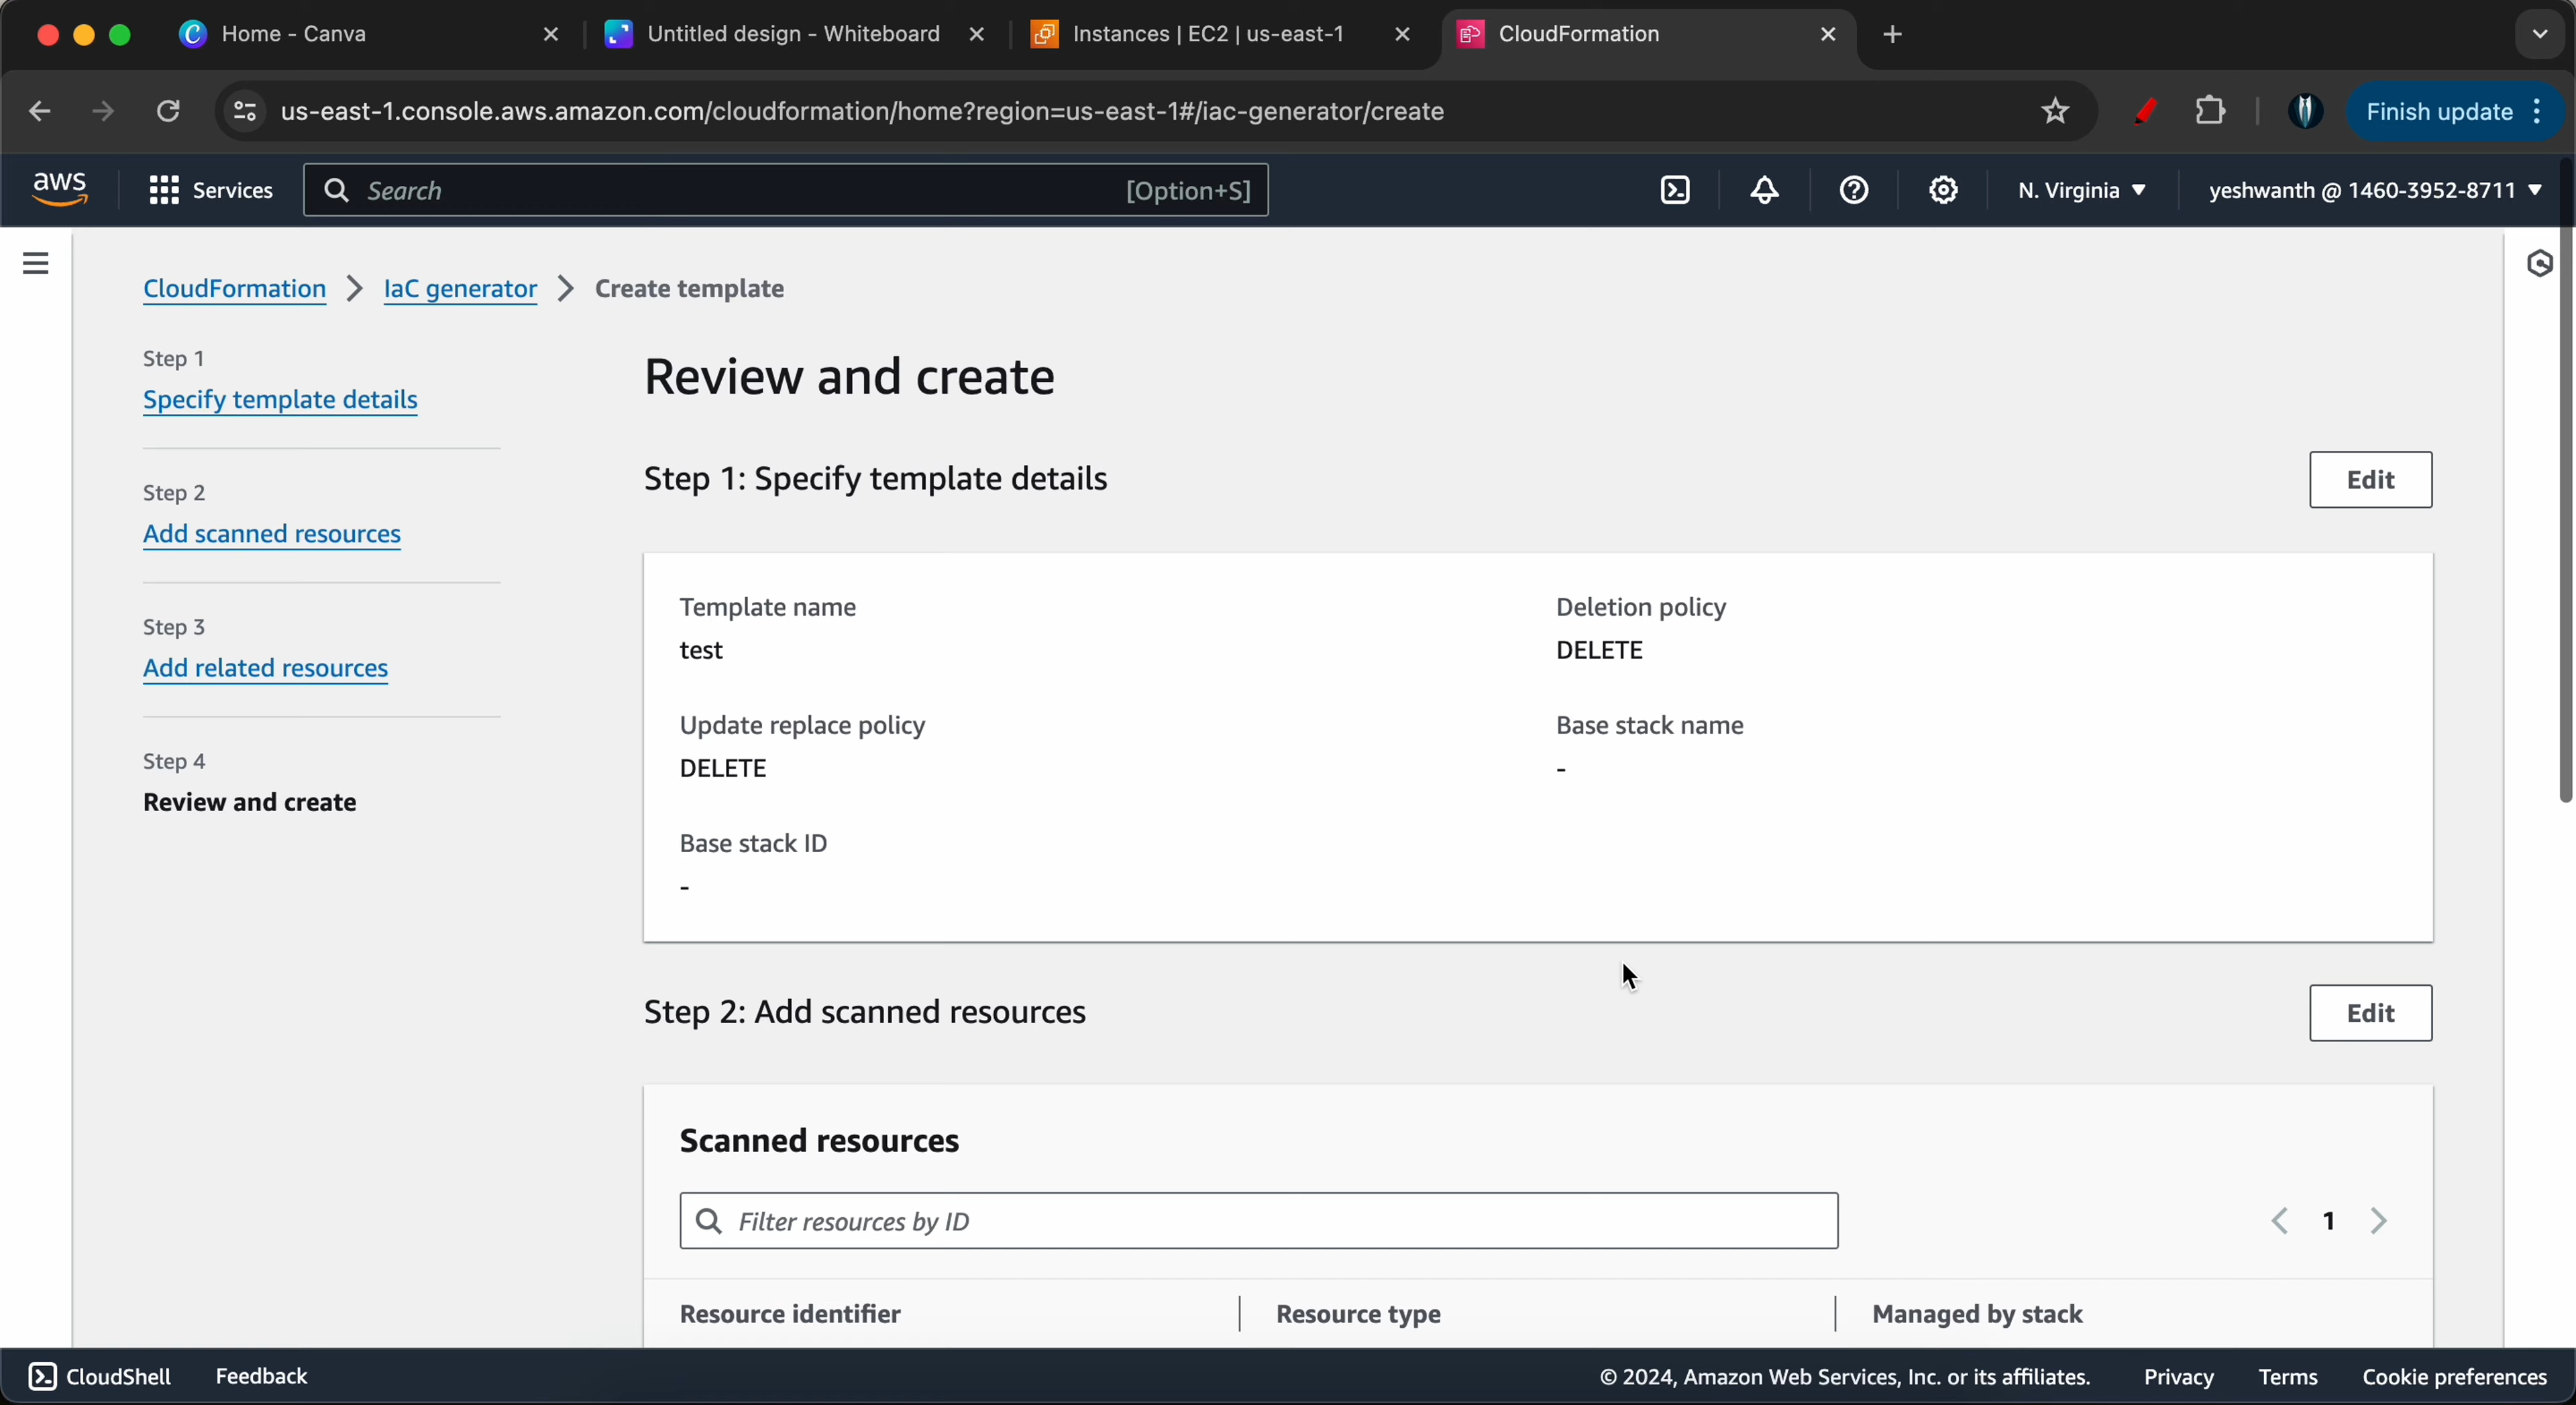 Home - Canva
Untitled design - Whiteboard
Instances | EC2 | us-east-1
CloudFormation
us-east-1.console.aws.amazon.com/cloudformation/home?region=us-east-1#/iac-generator/create
Finish update
aws
Services
Search
[Option+S]
N. Virginia
yeshwanth @ 1460-3952-8711
CloudFormation
IaC generator
Create template
Step 1
Specify template details
Step 2
Add scanned resources
Step 3
Add related resources
Step 4
Review and create
Review and create
Step 1: Specify template details
Edit
Template name
test
Deletion policy
DELETE
Update replace policy
DELETE
Base stack name
-
Base stack ID
-
Step 2: Add scanned resources
Edit
Scanned resources
Filter resources by ID
1
Resource identifier
Resource type
Managed by stack
CloudShell
Feedback
© 2024, Amazon Web Services, Inc. or its affiliates.
Privacy
Terms
Cookie preferences